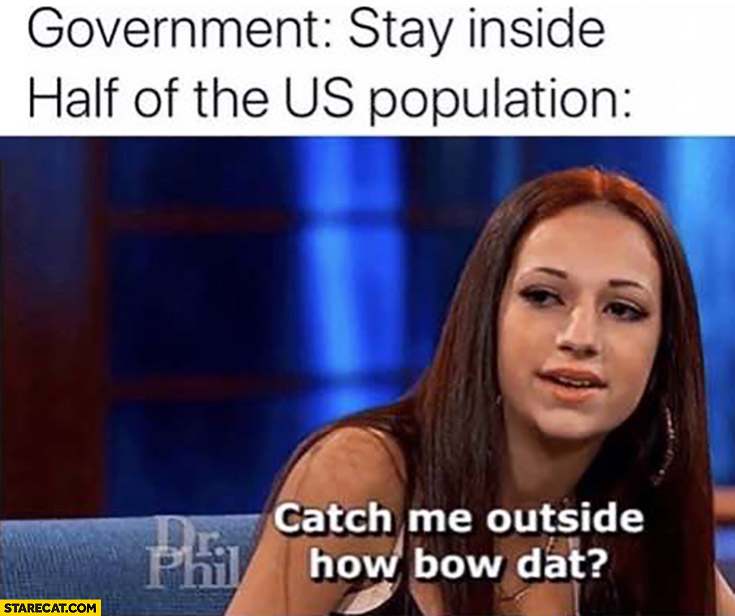 Government: Stay inside
Half of the US population:
Catch me outside
how bow dat?
Dr.
Phil
STARECAT.COM